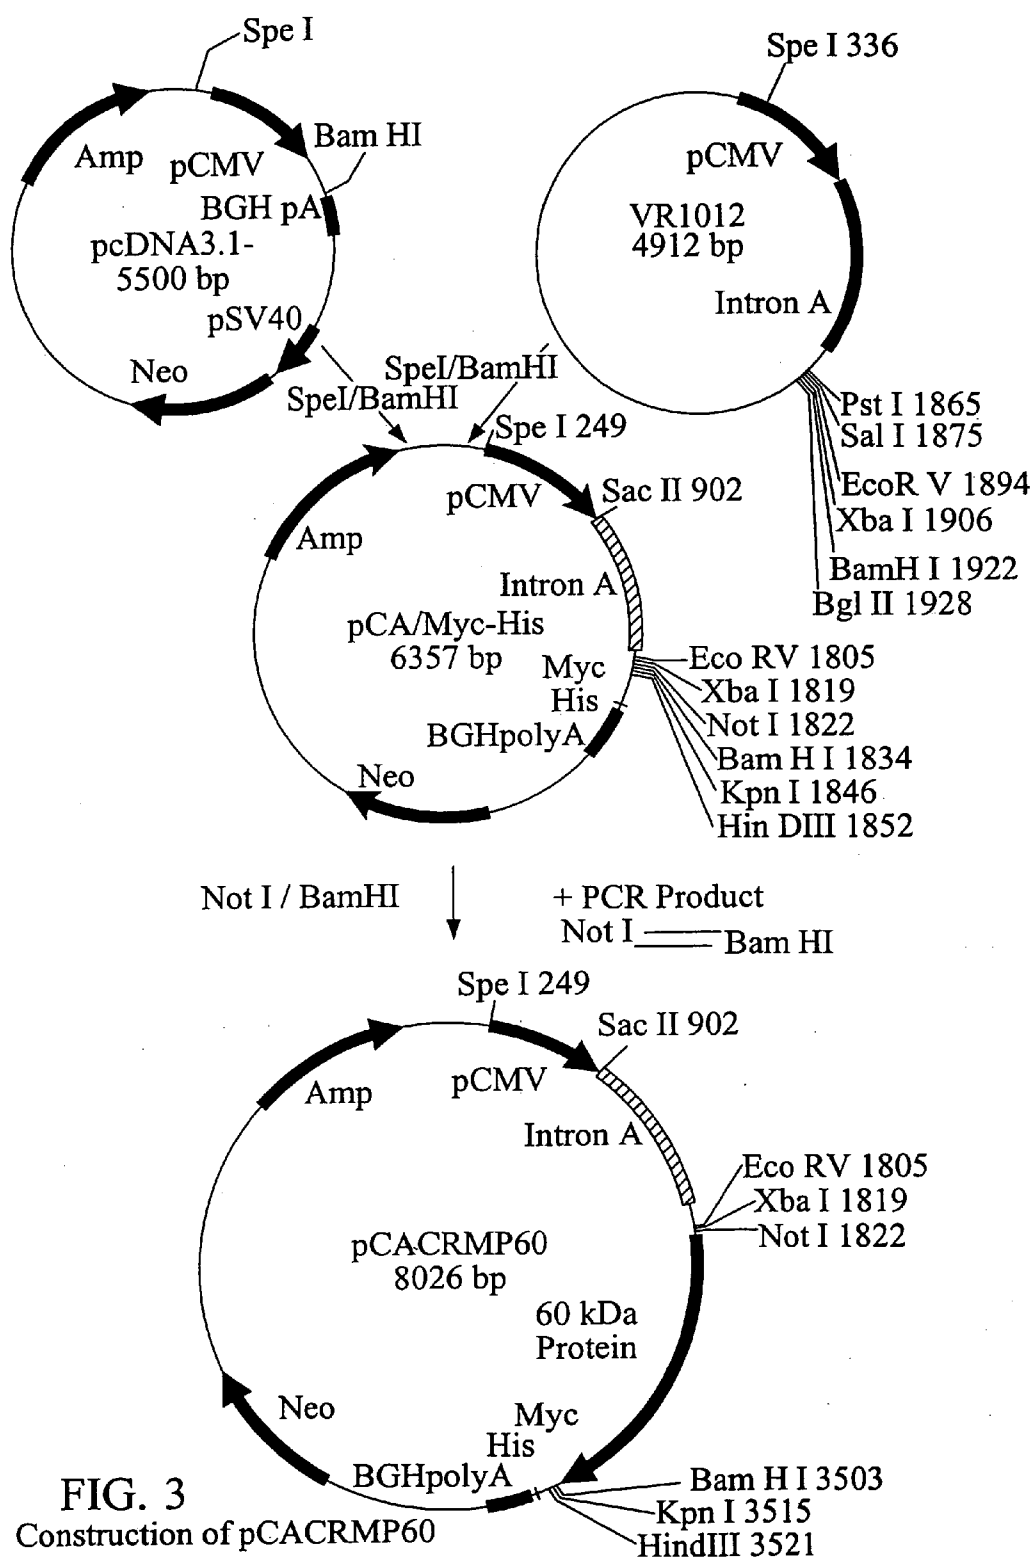 Spe I
Amp
pCMV
Bam HI
BGH pA
pcDNA3.1-
5500 bp
pSV40
Neo
SpeI/BamHI
Spe I 336
pCMV
VR1012
4912 bp
Intron A
SpeI/BamHI
Pst I 1865
Sal I 1875
EcoR V 1894
Xba I 1906
BamH I 1922
Bgl II 1928
Spe I 249
pCMV
Sac II 902
Amp
Intron A
pCA/Myc-His
6357 bp
Myc
His
BGHpolyA
Neo
Eco RV 1805
Xba I 1819
Not I 1822
Bam H I 1834
Kpn I 1846
Hin DIII 1852
Not I / BamHI
+ PCR Product
Not I Bam HI
Spe I 249
Sac II 902
Amp
pCMV
Intron A
Eco RV 1805
Xba I 1819
Not I 1822
pCACRMP60
8026 bp
60 kDa
Protein
Neo
Myc
His
BGHpolyA
Bam H I 3503
Kpn I 3515
HindIII 3521
FIG. 3
Construction of pCACRMP60